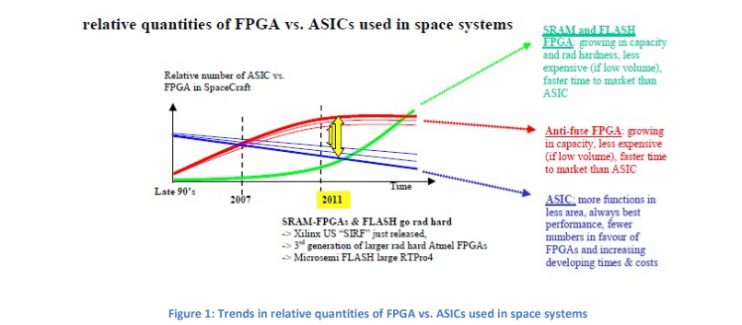 relative quantities of FPGA vs. ASICs used in space systems
Relative number of ASIC vs.
FPGA in SpaceCraft
Late 90's
2007
2011
Time
SRAM-FPGAs & FLASH go rad hard
-> Xilinx US "SIRF" just released,
-> 3rd generation of larger rad hard Atmel FPGAs
-> Microsemi FLASH large RTPro4
SRAM and FLASH
FPGA: growing in capacity
and rad hardness, less
expensive (if low volume),
faster time to market than
ASIC
Anti-fuse FPGA: growing
in capacity, less expensive
(if low volume), faster time
to market than ASIC
ASIC: more functions in
less area, always best
performance, fewer
numbers in favour of
FPGAs and increasing
developing times & costs
Figure 1: Trends in relative quantities of FPGA vs. ASICs used in space systems